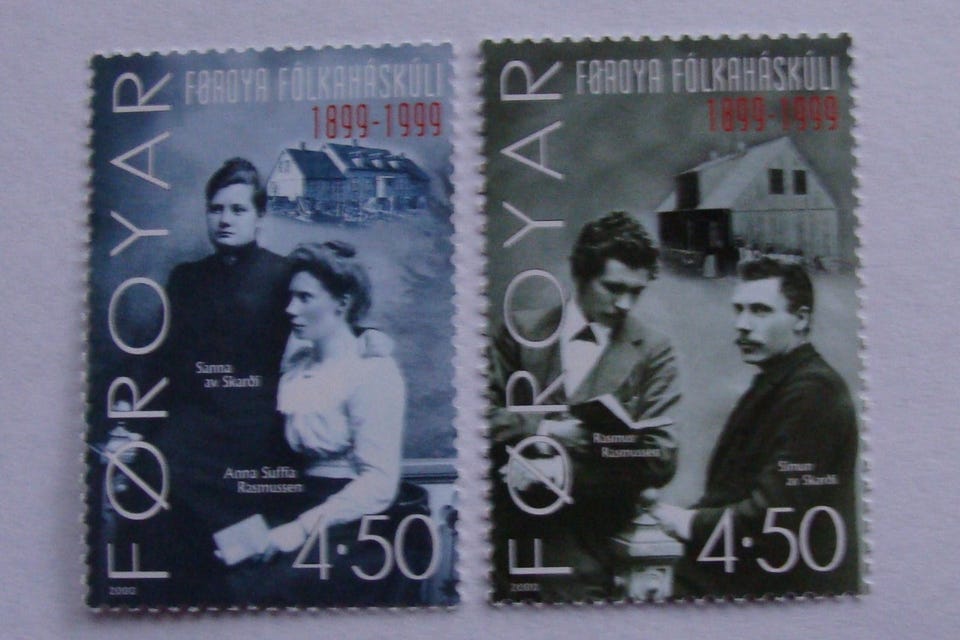 FØROYAR
FØROYA FÓLKAHÁSKÚLI
1899-1999
Sanna
av Skarði
Anna Suffía
Rasmussen
4·50
2000
FØROYAR
FØROYA FÓLKAHÁSKÚLI
1899-1999
Rasmus
Rasmussen
Símun
av Skarði
4·50
2000